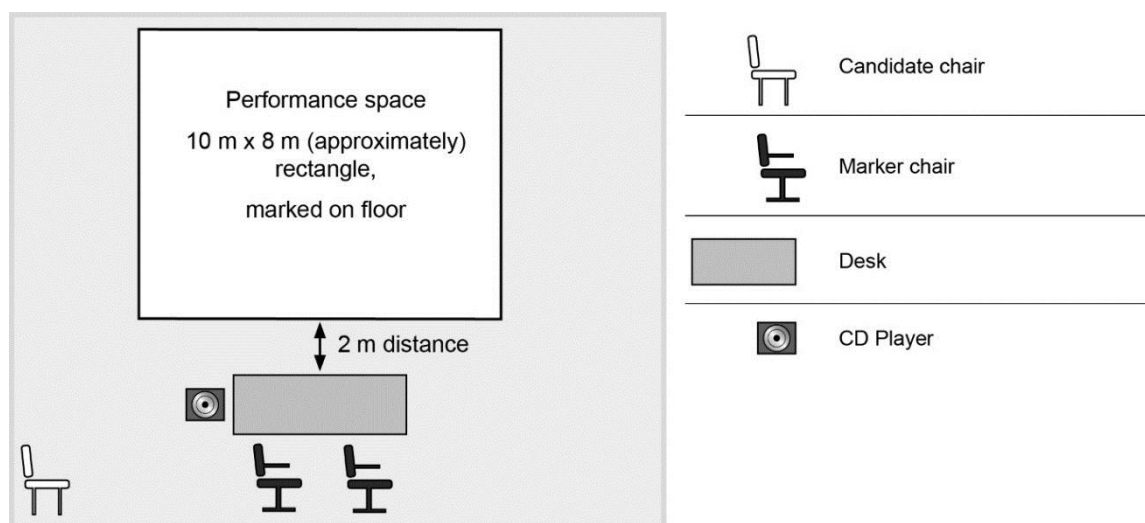 Performance space
10 m x 8 m (approximately)
rectangle,
marked on floor
2 m distance
Candidate chair
Marker chair
Desk
CD Player